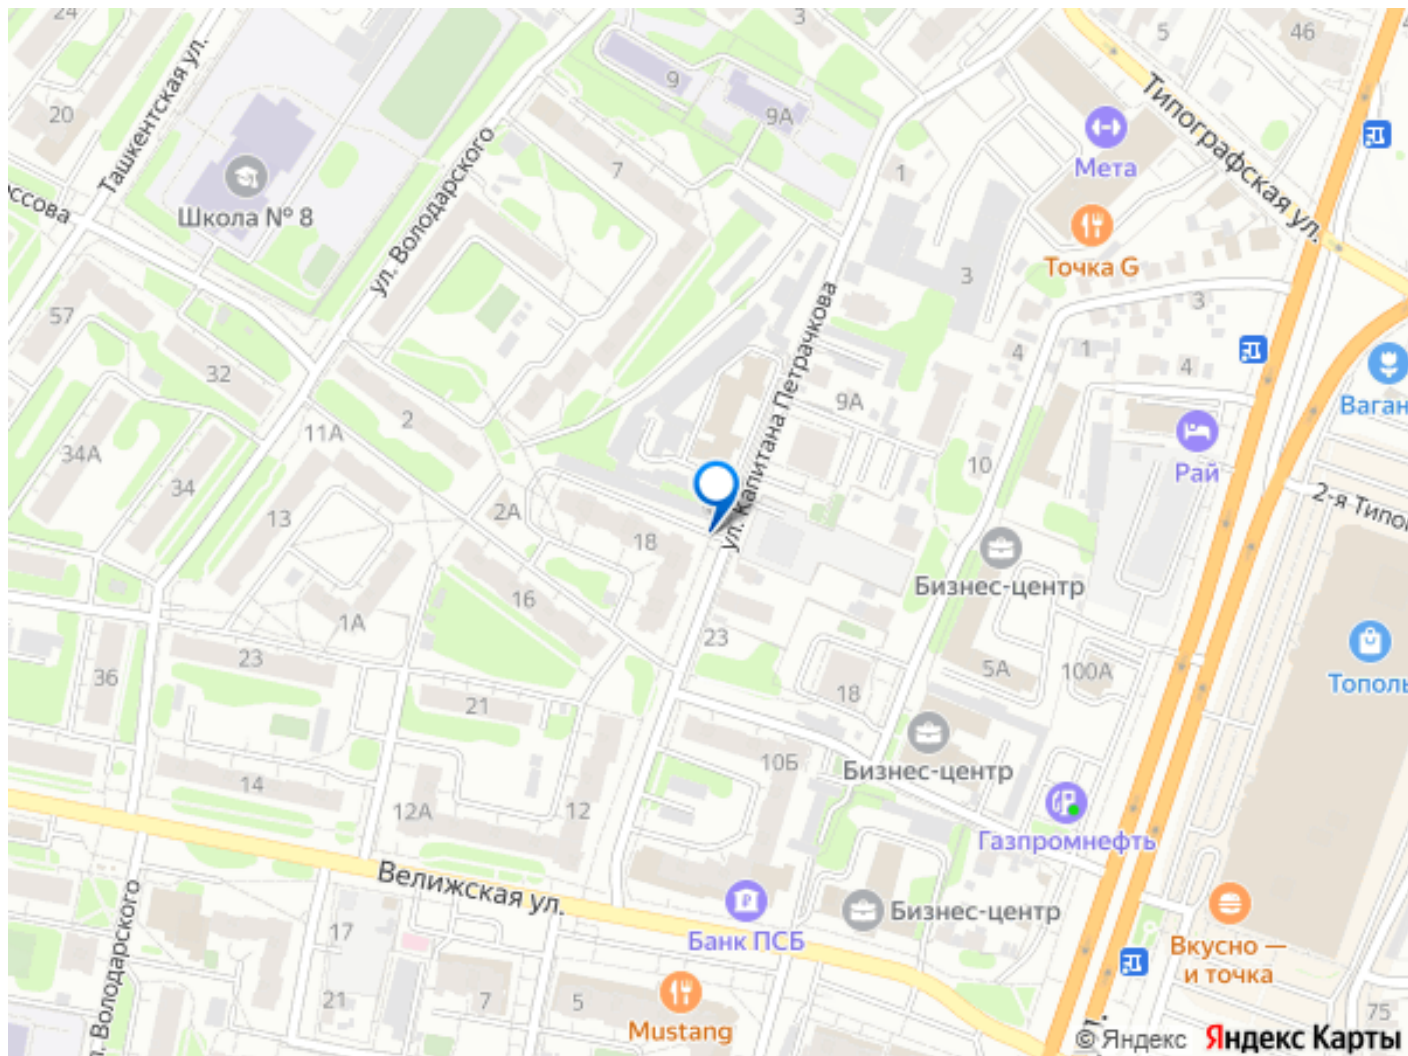 24
3
5
46
Ташкентская ул.
ул. Володарского
9
9А
Типографская ул.
20
Мета
7
1
Школа № 8
ссова
Точка G
3
ул. Капитана Петрачкова
3
57
4
1
4
32
9А
Ваган
2
11А
34А
10
Рай
34
2-я Типо
13
2А
18
Бизнес-центр
16
1А
23
23
36
5А
100А
18
Тополь
21
10Б
Бизнес-центр
14
12А
12
Газпромнефть
Велижская ул.
Банк ПСБ
Бизнес-центр
. Володарского
17
Вкусно —
и точка
21
7
5
Mustang
75
© Яндекс Яндекс Карты